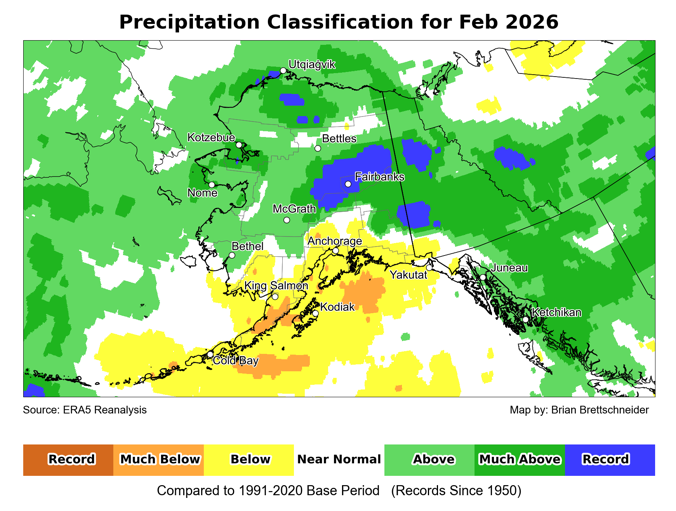 Precipitation Classification for Feb 2026
Utqiaġvik
Kotzebue
Bettles
Fairbanks
Nome
McGrath
Anchorage
Bethel
Yakutat
Juneau
King Salmon
Kodiak
Ketchikan
Cold Bay
Source: ERA5 Reanalysis
Map by: Brian Brettschneider
Record Much Below Below Near Normal Above Much Above Record
Compared to 1991-2020 Base Period (Records Since 1950)